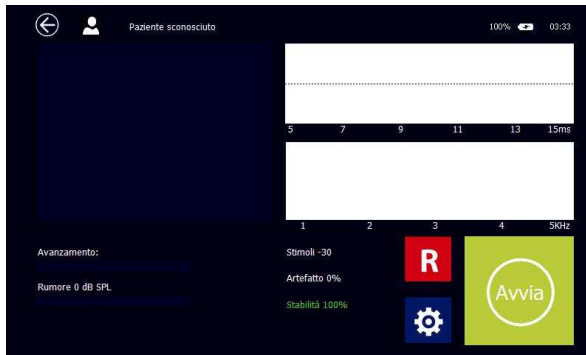 Paziente sconosciuto
100%
03:33
5 7 9 11 13 15ms
1 2 3 4 5KHz
Avanzamento:
Rumore 0 dB SPL
Stimoli -30
Artefatto 0%
Stabilità 100%
R
Avvia